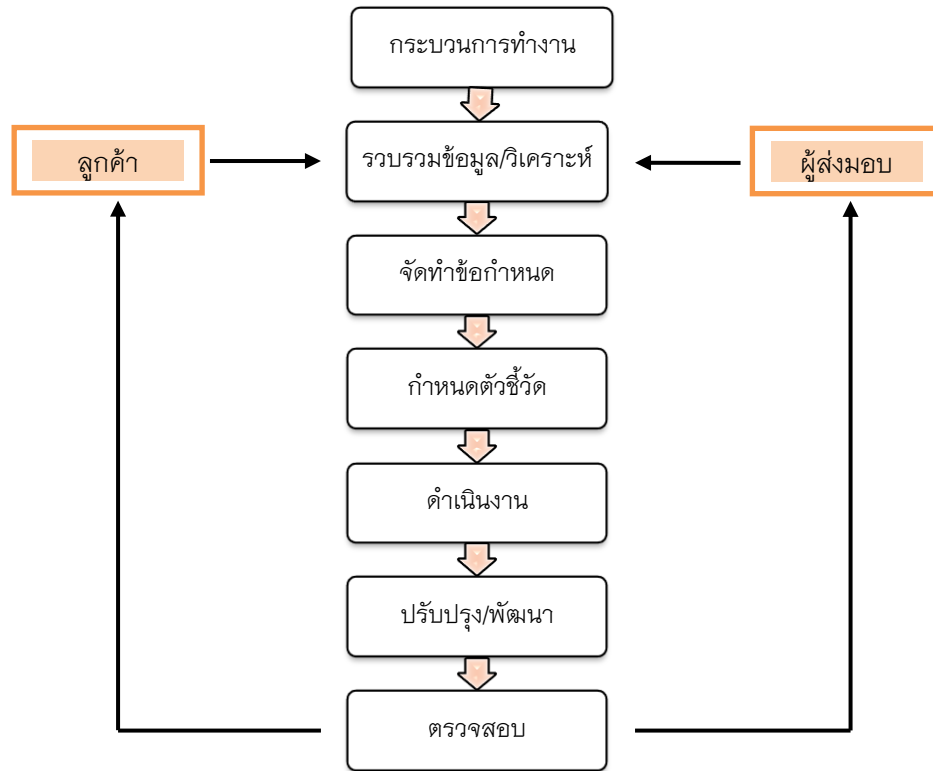 กระบวนการทำงาน
ลูกค้า
รวบรวมข้อมูล/วิเคราะห์
ผู้ส่งมอบ
จัดทำข้อกำหนด
กำหนดตัวชี้วัด
ดำเนินงาน
ปรับปรุง/พัฒนา
ตรวจสอบ